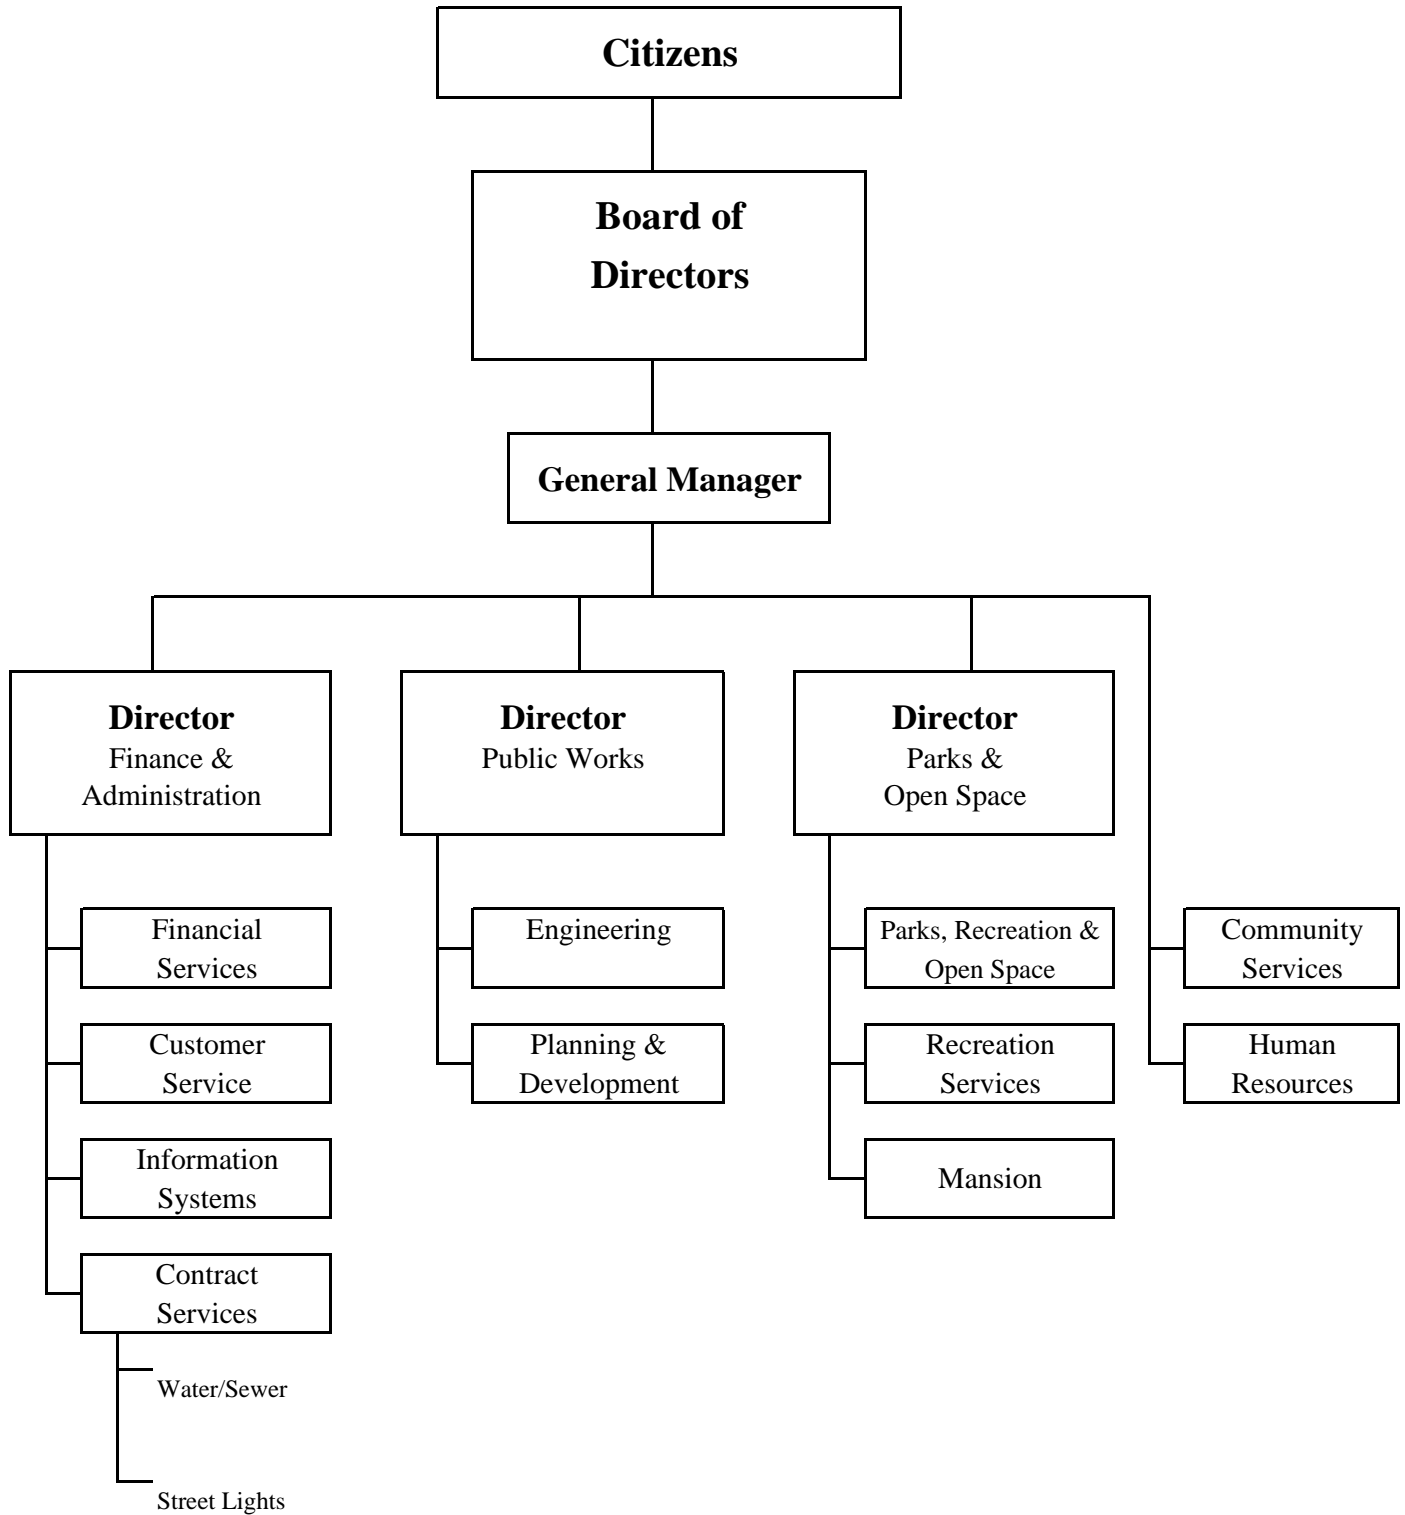 Citizens
Board of
Directors
General Manager
Director
Finance &
Administration
Director
Public Works
Director
Parks &
Open Space
Financial
Services
Engineering
Parks, Recreation &
Open Space
Community
Services
Customer
Service
Planning &
Development
Recreation
Services
Human
Resources
Information
Systems
Mansion
Contract
Services
Water/Sewer
Street Lights